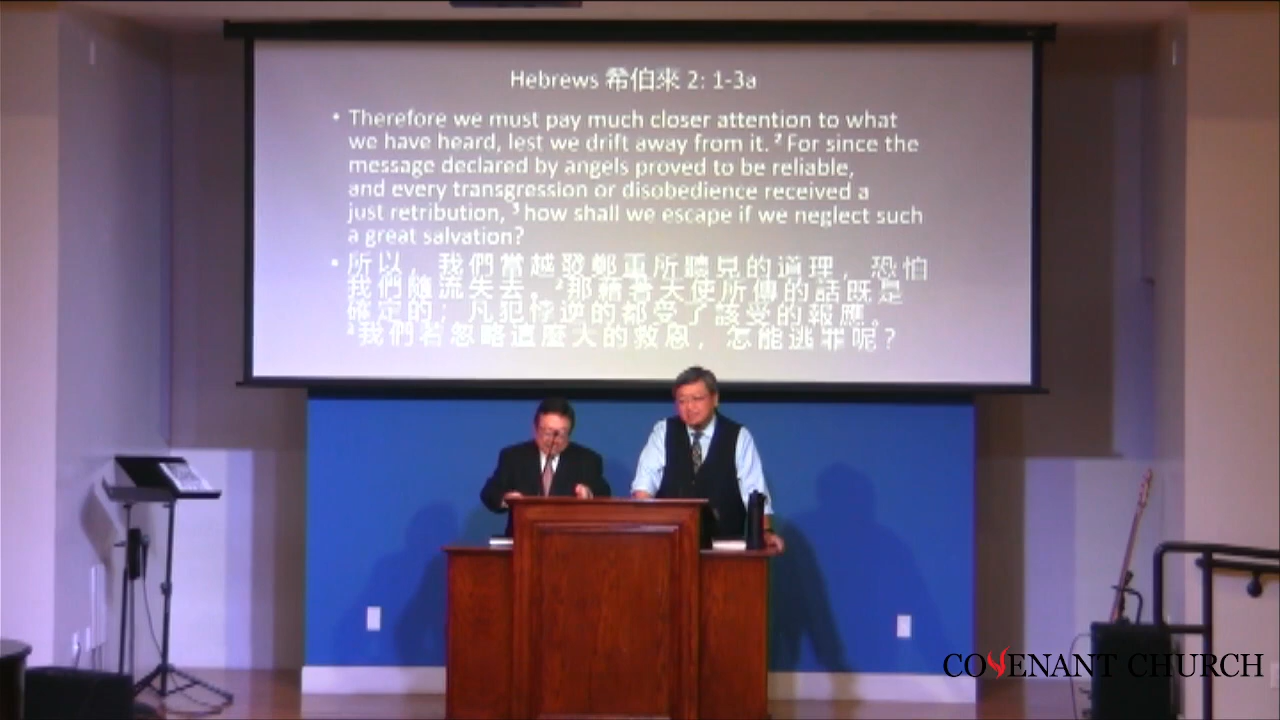 Hebrews 希伯來 2: 1-3a
• Therefore we must pay much closer attention to what
we have heard, lest we drift away from it. ² For since the
message declared by angels proved to be reliable,
and every transgression or disobedience received a
just retribution, ³ how shall we escape if we neglect such
a great salvation?
• 所以，我們當越發鄭重所聽見的道理，恐怕
我們隨流失去。²那藉著天使所傳的話既是
確定的；凡犯悖逆的都受了該受的報應。
³我們若忽略這麼大的救恩，怎能逃罪呢？
COVENANT CHURCH